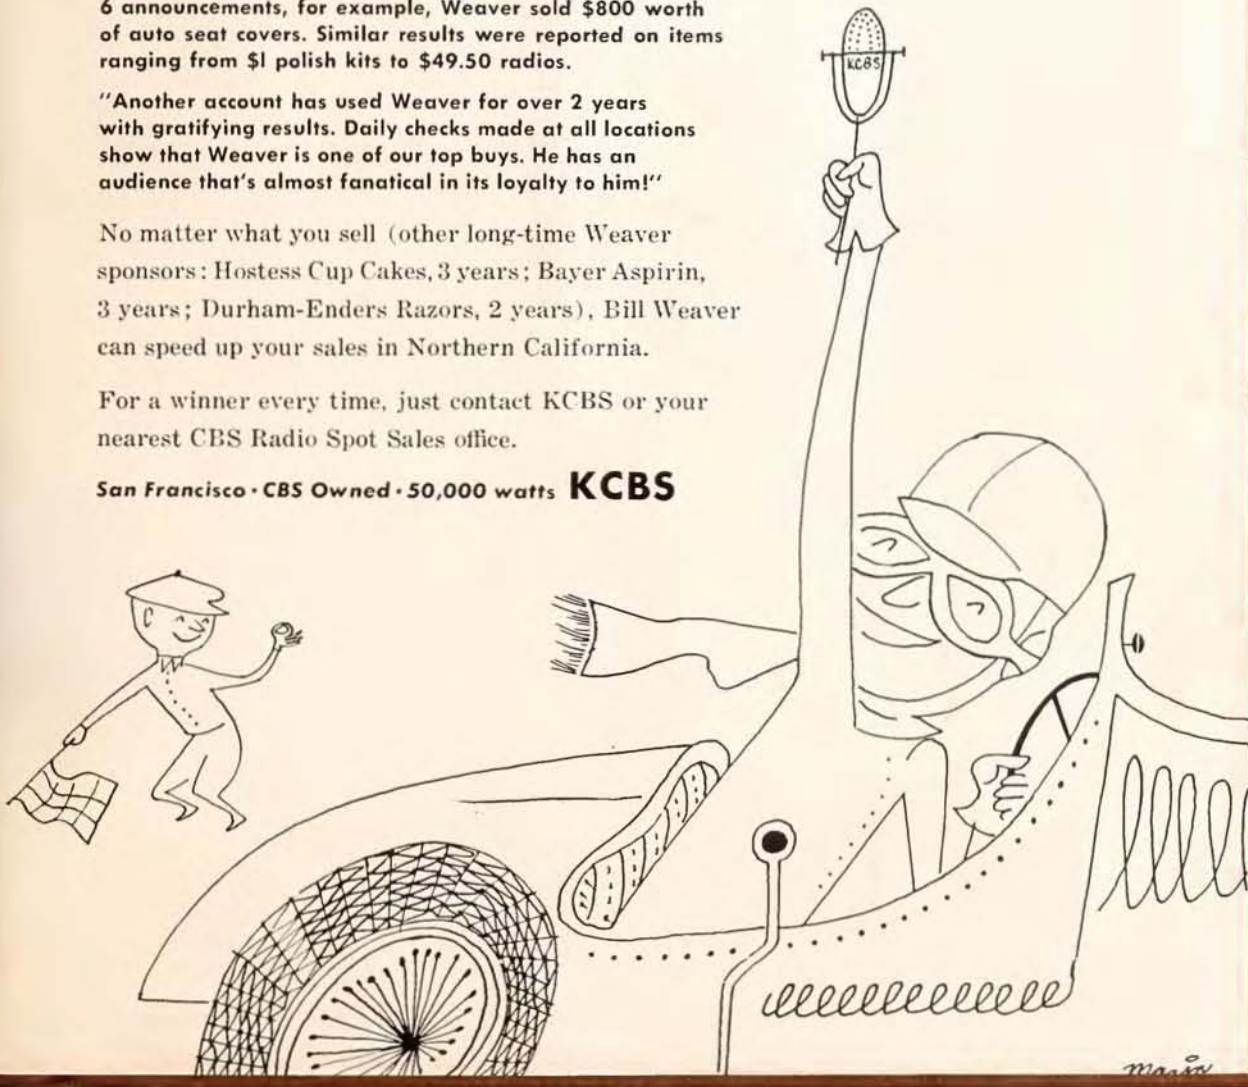 6 announcements, for example, Weaver sold $800 worth
of auto seat covers. Similar results were reported on items
ranging from $1 polish kits to $49.50 radios.
"Another account has used Weaver for over 2 years
with gratifying results. Daily checks made at all locations
show that Weaver is one of our top buys. He has an
audience that's almost fanatical in its loyalty to him!"
No matter what you sell (other long-time Weaver
sponsors: Hostess Cup Cakes, 3 years; Bayer Aspirin,
3 years; Durham-Enders Razors, 2 years), Bill Weaver
can speed up your sales in Northern California.
For a winner every time, just contact KCBS or your
nearest CBS Radio Spot Sales office.
San Francisco · CBS Owned · 50,000 watts KCBS
KCBS